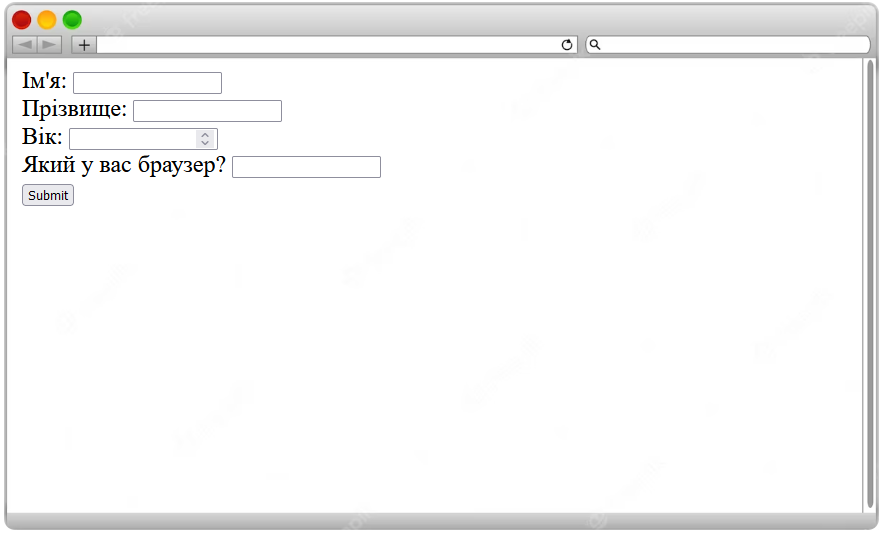 Ім'я:
Прізвище:
Вік:
Який у вас браузер?
Submit